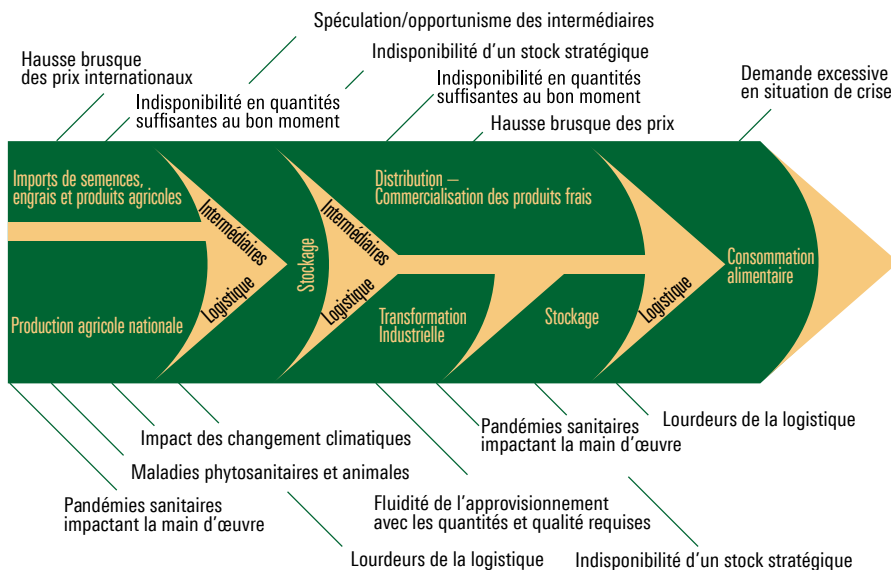 Spéculation/opportunisme des intermédiaires
Hausse brusque
des prix internationaux
Indisponibilité d'un stock stratégique
Indisponibilité en quantités
suffisantes au bon moment
Indisponibilité en quantités
suffisantes au bon moment
Hausse brusque des prix
Demande excessive
en situation de crise
Imports de semences,
engrais et produits agricoles
Intermédiaires
Logistique
Production agricole nationale
Stockage
Intermédiaires
Logistique
Distribution –
Commercialisation des produits frais
Transformation
Industrielle
Stockage
Logistique
Consommation
alimentaire
Impact des changement climatiques
Maladies phytosanitaires et animales
Pandémies sanitaires
impactant la main d'œuvre
Lourdeurs de la logistique
Pandémies sanitaires
impactant la main d'œuvre
Lourdeurs de la logistique
Fluidité de l'approvisionnement
avec les quantités et qualité requises
Indisponibilité d'un stock stratégique